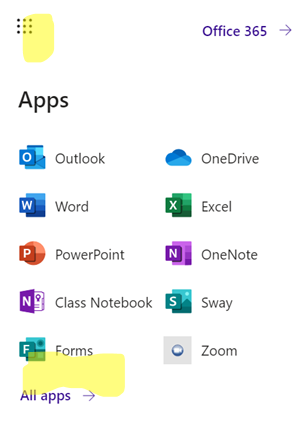 Office 365
Apps
Outlook
OneDrive
Word
Excel
PowerPoint
OneNote
Class Notebook
Sway
Forms
Zoom
All apps